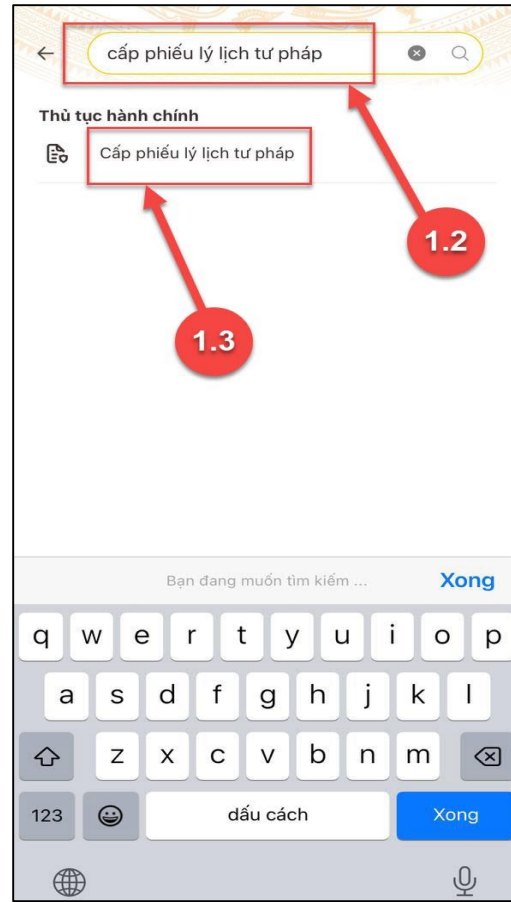 cấp phiếu lý lịch tư pháp
Thủ tục hành chính
Cấp phiếu lý lịch tư pháp
1.2
1.3
Bạn đang muốn tìm kiếm ... Xong
q w e r t y u i o p
a s d f g h j k l
z x c v b n m
123 dấu cách Xong